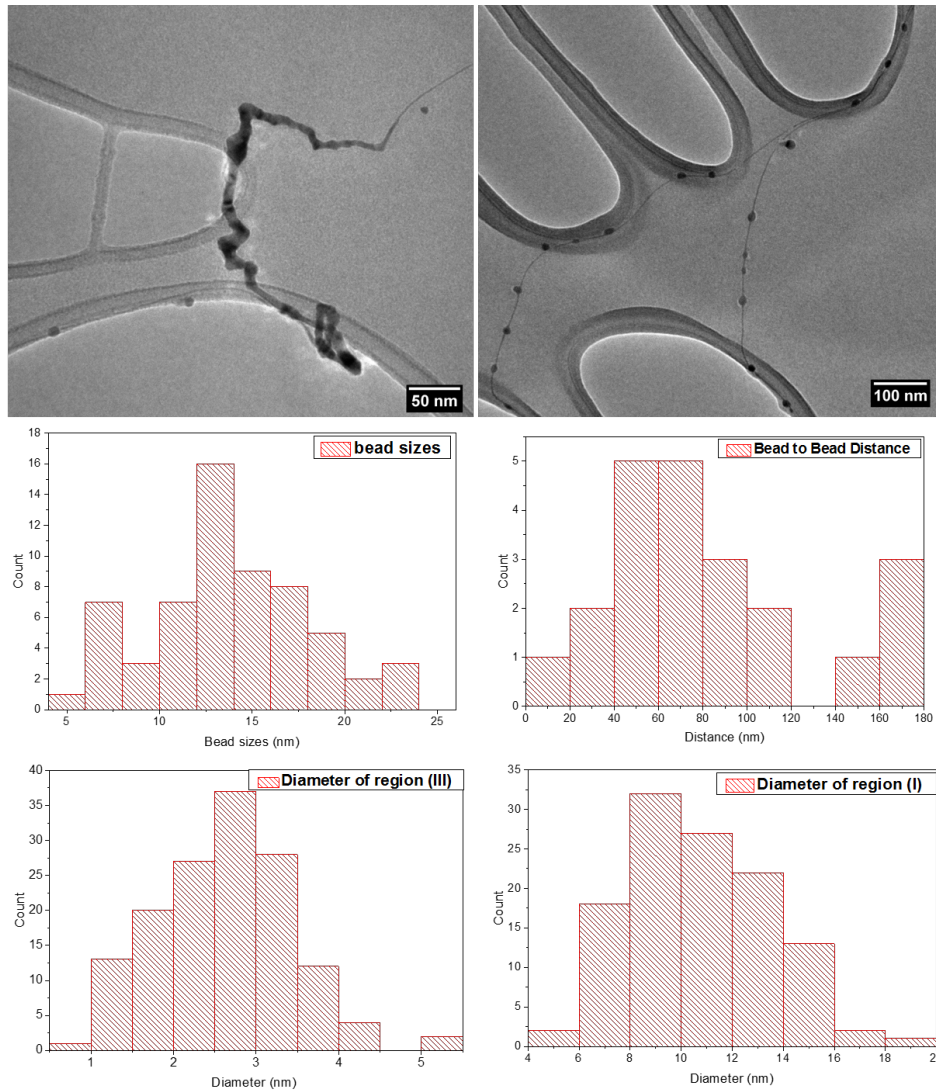 50 nm
100 nm
18
16
14
12
10
8
6
4
2
0
Count
bead sizes
5 10 15 20 25
Bead sizes (nm)
5
4
3
2
1
0
Count
Bead to Bead Distance
0 20 40 60 80 100 120 140 160 180
Distance (nm)
40
35
30
25
20
15
10
5
0
Count
Diameter of region (III)
1 2 3 4 5
Diameter (nm)
35
30
25
20
15
10
5
0
Count
Diameter of region (I)
4 6 8 10 12 14 16 18
Diameter (nm)